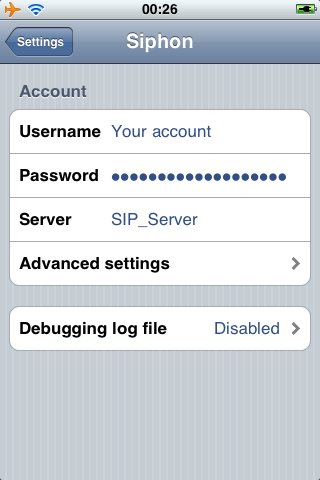 00:26
Settings
Siphon
Account
Username Your account
Password ●●●●●●●●●●●●●●●●●●●
Server SIP_Server
Advanced settings
Debugging log file Disabled